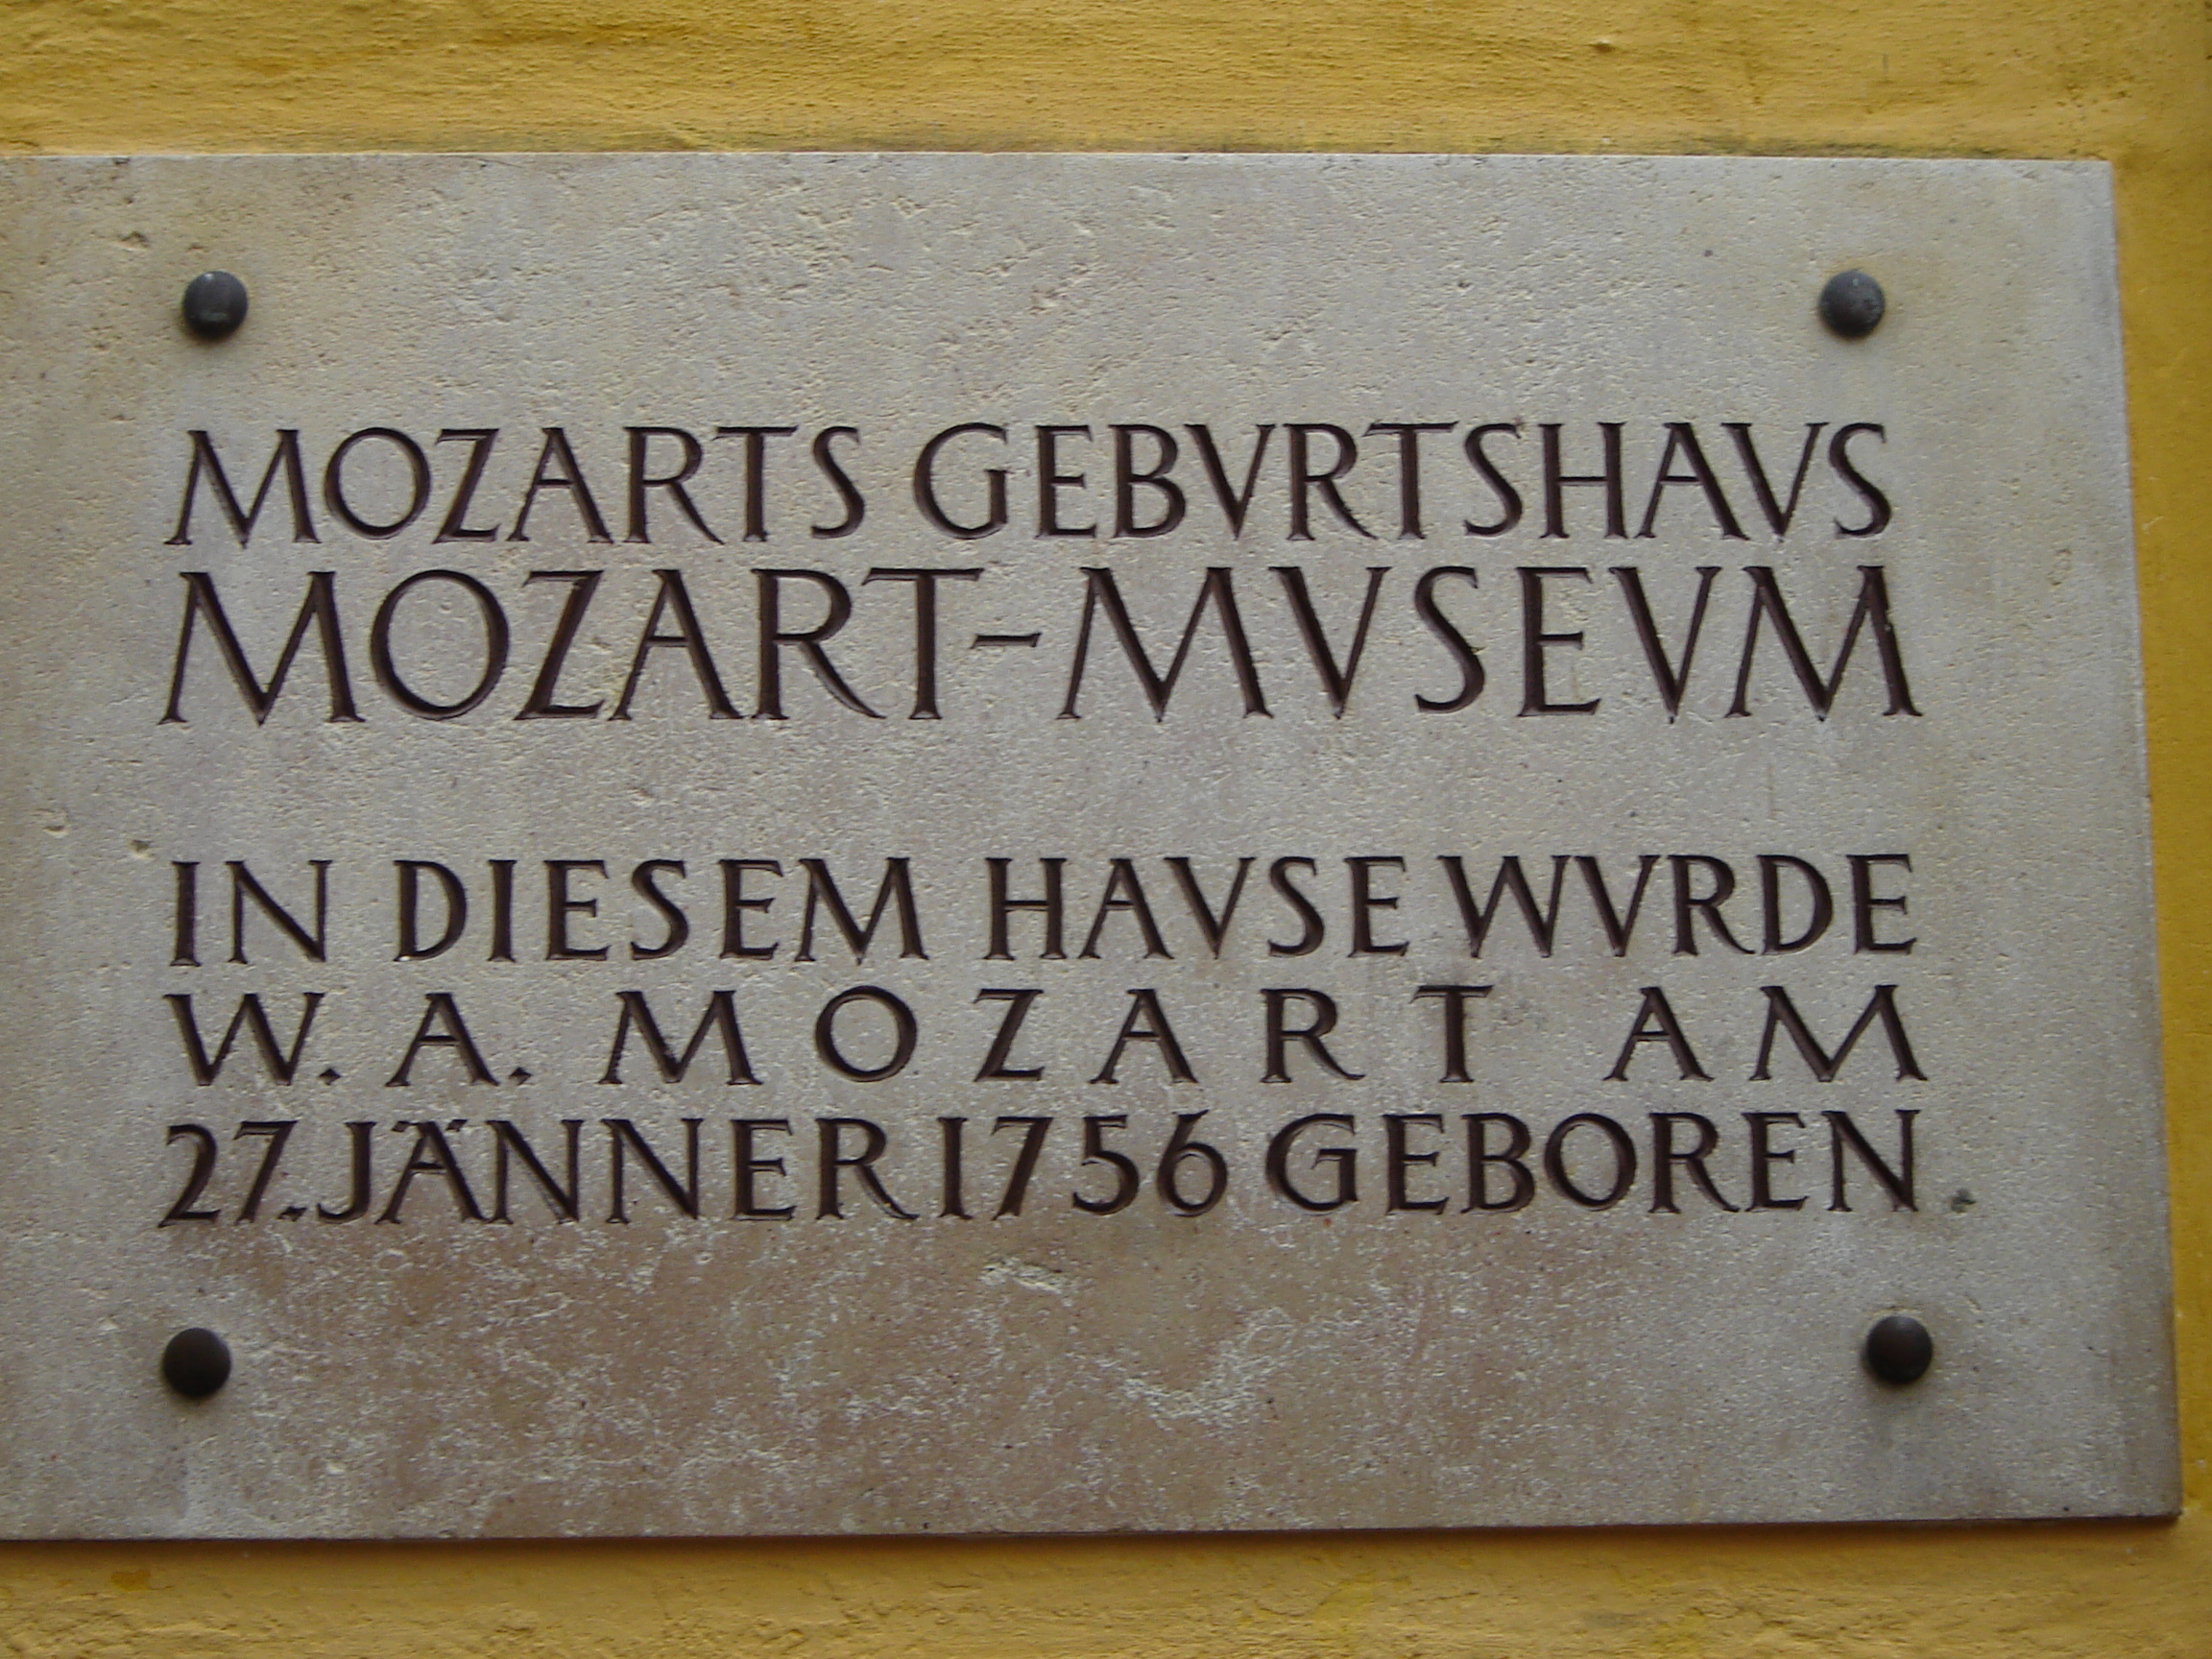 MOZARTS GEBVRTSHAVS
MOZART-MVSEVM
IN DIESEM HAVSE WVRDE
W. A. MOZART AM
27. JÄNNER 1756 GEBOREN